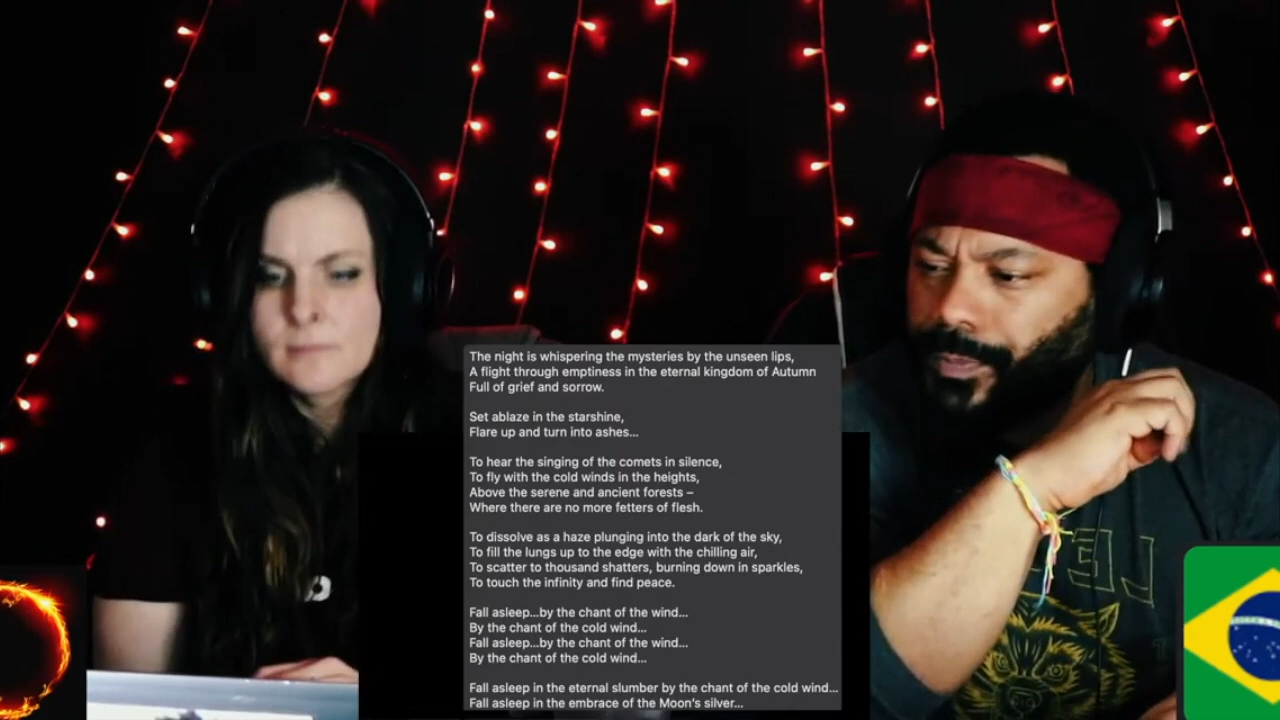 The night is whispering the mysteries by the unseen lips,
A flight through emptiness in the eternal kingdom of Autumn
Full of grief and sorrow.
Set ablaze in the starshine,
Flare up and turn into ashes...
To hear the singing of the comets in silence,
To fly with the cold winds in the heights,
Above the serene and ancient forests –
Where there are no more fetters of flesh.
To dissolve as a haze plunging into the dark of the sky,
To fill the lungs up to the edge with the chilling air,
To scatter to thousand shatters, burning down in sparkles,
To touch the infinity and find peace.
Fall asleep...by the chant of the wind...
By the chant of the cold wind...
Fall asleep...by the chant of the wind...
By the chant of the cold wind...
Fall asleep in the eternal slumber by the chant of the cold wind...
Fall asleep in the embrace of the Moon's silver...